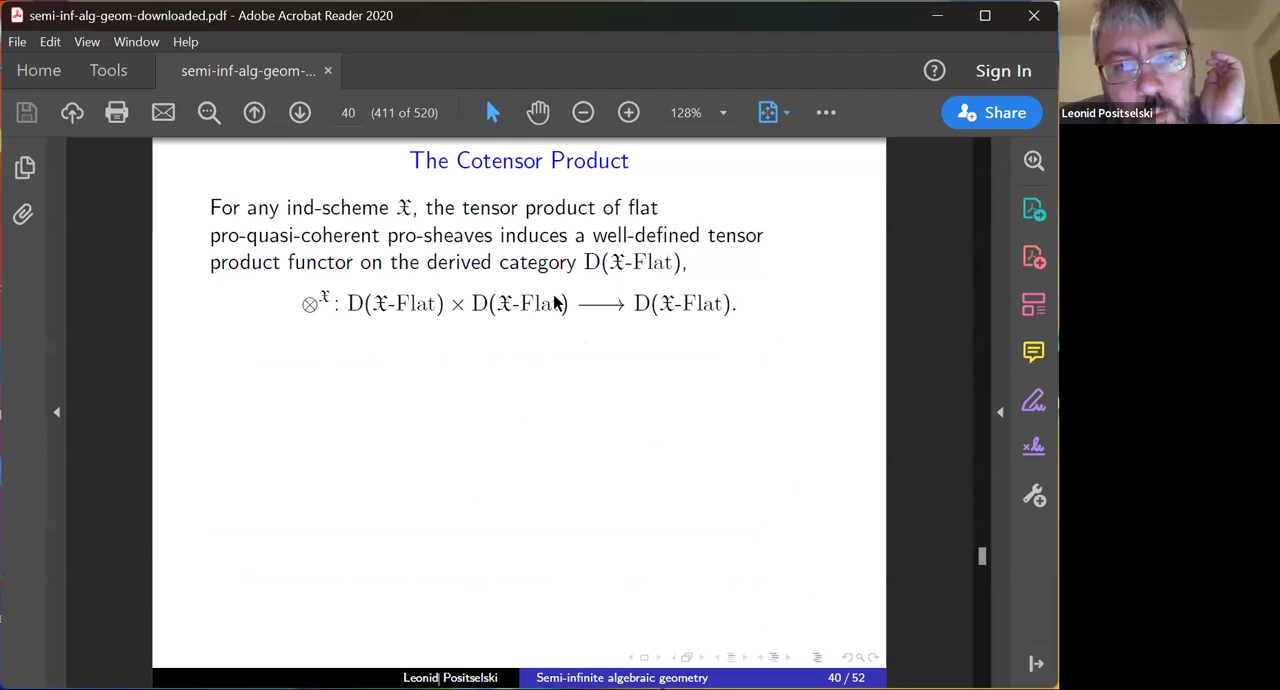 semi-inf-alg-geom-downloaded.pdf - Adobe Acrobat Reader 2020
File Edit View Window Help
Home Tools semi-inf-alg-geom-... × Sign In
40 (411 of 520) 128% Share
Leonid Positselski
The Cotensor Product
For any ind-scheme 𝔛, the tensor product of flat
pro-quasi-coherent pro-sheaves induces a well-defined tensor
product functor on the derived category D(𝔛-Flat),
⊗^𝔛 : D(𝔛-Flat) × D(𝔛-Flat) ⟶ D(𝔛-Flat).
Leonid Positselski Semi-infinite algebraic geometry 40 / 52